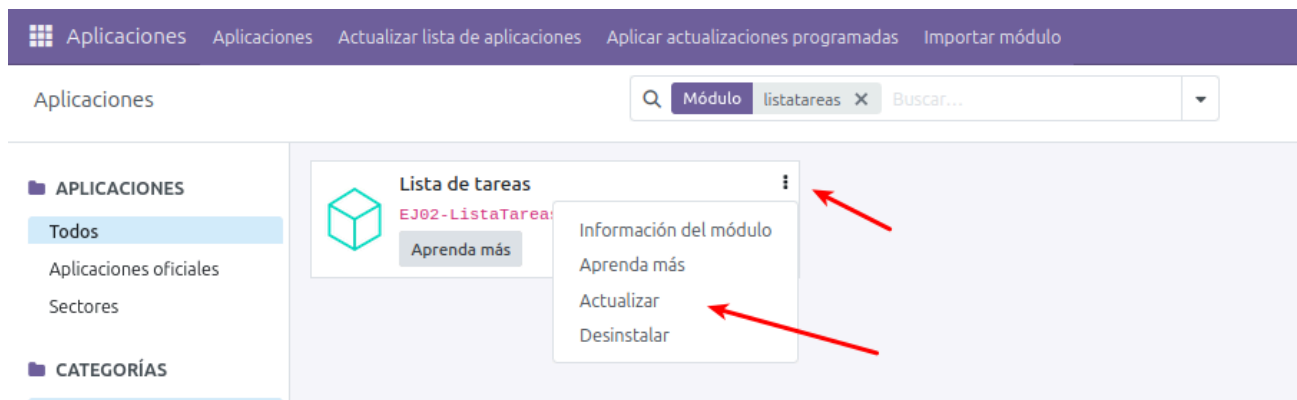 Aplicaciones Aplicaciones Actualizar lista de aplicaciones Aplicar actualizaciones programadas Importar módulo
Aplicaciones
Módulo listatareas Buscar...
APLICACIONES
Todos
Aplicaciones oficiales
Sectores
CATEGORÍAS
Lista de tareas
EJ02-ListaTareas
Aprenda más
Información del módulo
Aprenda más
Actualizar
Desinstalar